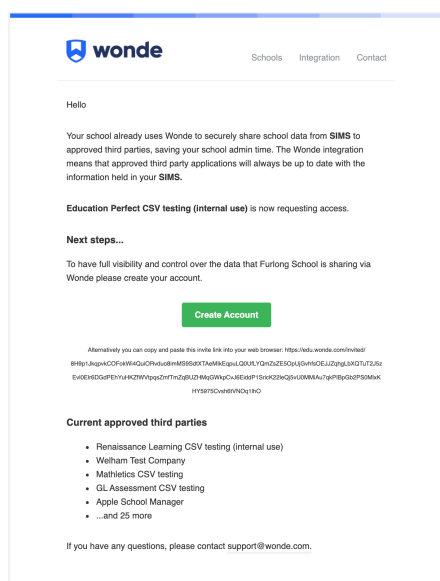 wonde
Schools Integration Contact
Hello
Your school already uses Wonde to securely share school data from SIMS to
approved third parties, saving your school admin time. The Wonde integration
means that approved third party applications will always be up to date with the
information held in your SIMS.
Education Perfect CSV testing (internal use) is now requesting access.
Next steps...
To have full visibility and control over the data that Furlong School is sharing via
Wonde please create your account.
Create Account
Alternatively you can copy and paste this invite link into your web browser: https://edu.wonde.com/invited/
Current approved third parties
Renaissance Learning CSV testing (internal use)
Welham Test Company
Mathletics CSV testing
GL Assessment CSV testing
Apple School Manager
...and 25 more
If you have any questions, please contact support@wonde.com.